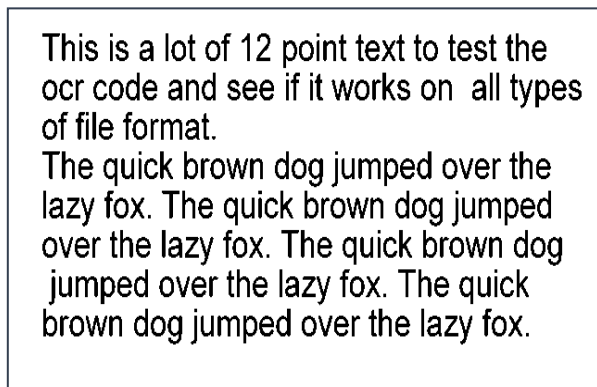 This is a lot of 12 point text to test the
ocr code and see if it works on  all types
of file format.
The quick brown dog jumped over the
lazy fox. The quick brown dog jumped
over the lazy fox. The quick brown dog
jumped over the lazy fox. The quick
brown dog jumped over the lazy fox.